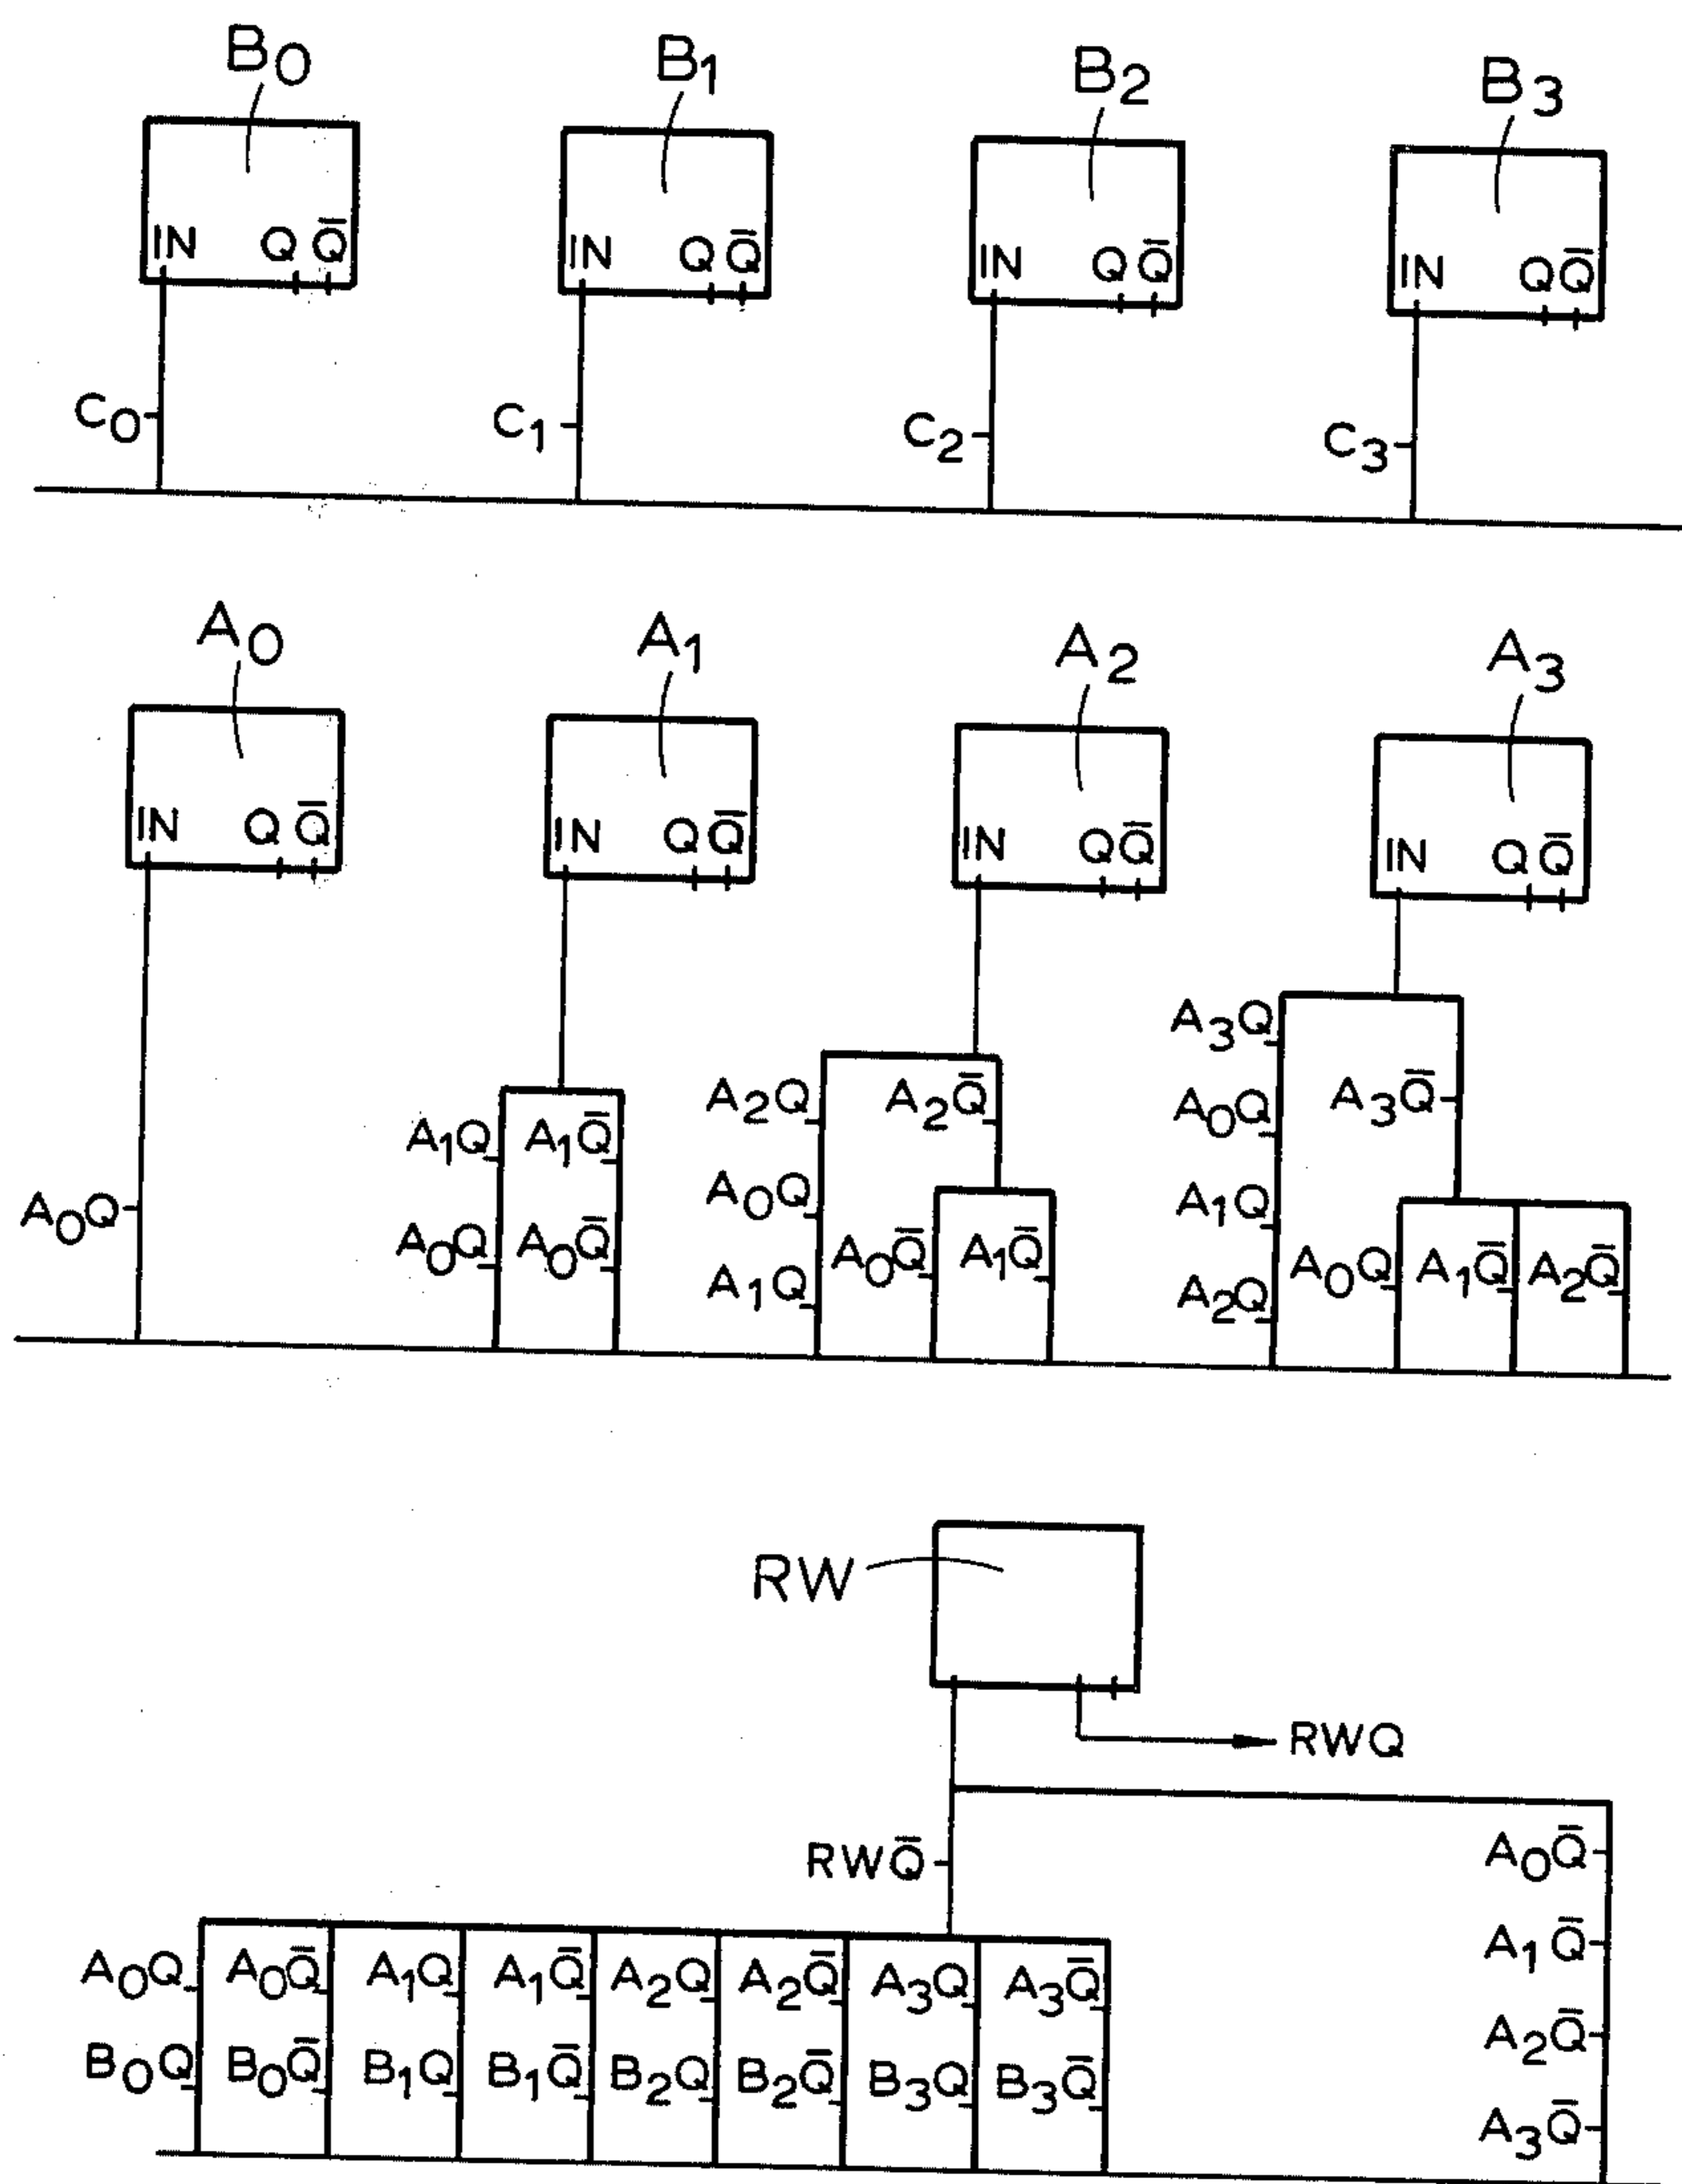 B0 B1 B2 B3
IN Q Q̅ IN Q Q̅ IN Q Q̅ IN Q Q̅
C0 C1 C2 C3
A0 A1 A2 A3
IN Q Q̅ IN Q Q̅ IN Q Q̅ IN Q Q̅
A3Q
A2Q A2Q̅ A0Q A3Q̅
A1Q A1Q̅
A0Q A0Q A1Q
A0Q A0Q̅ A0Q̅ A1Q̅
A1Q A2Q A0Q A1Q̅ A2Q̅
RW
RWQ
RWQ̅ A0Q̅
A1Q̅
A0Q A0Q̅ A1Q A1Q̅ A2Q A2Q̅ A3Q A3Q̅
A2Q̅
B0Q B0Q̅ B1Q B1Q̅ B2Q B2Q̅ B3Q B3Q̅
A3Q̅